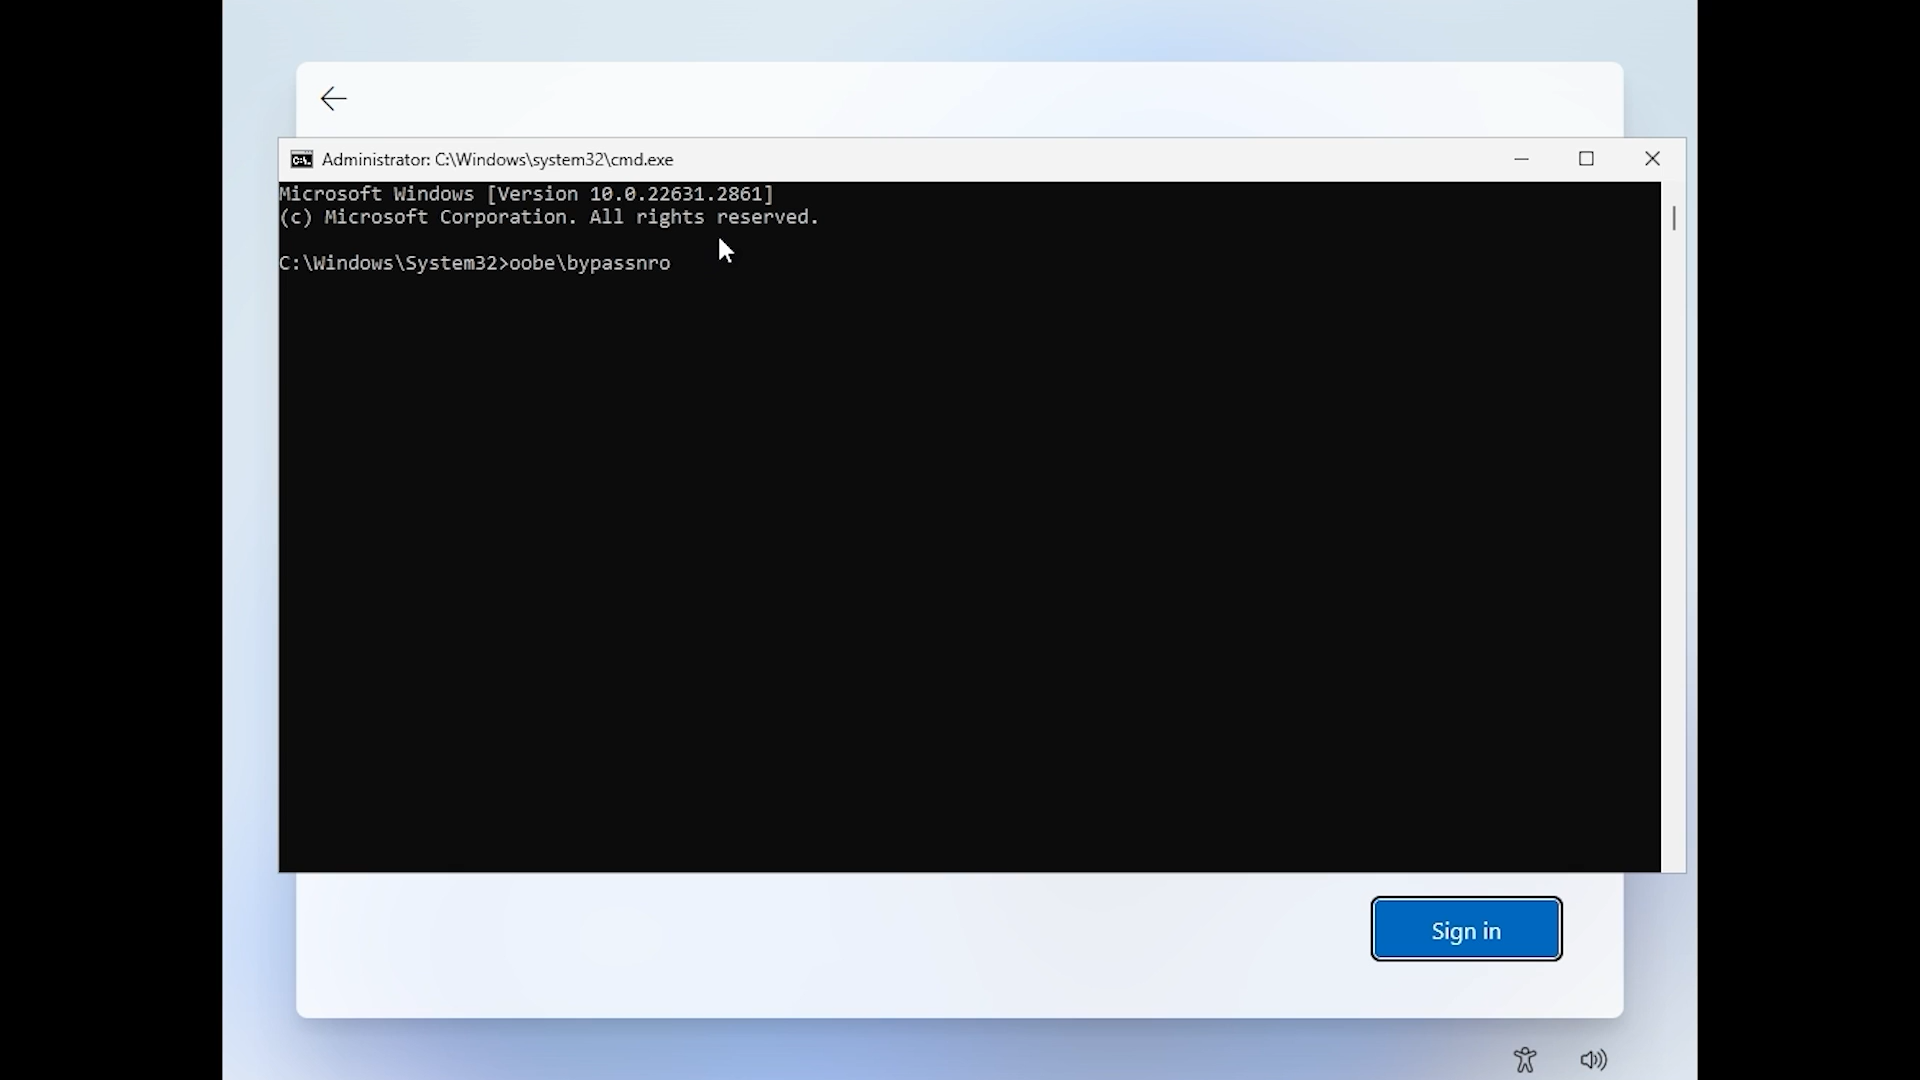 Administrator: C:\Windows\system32\cmd.exe
Microsoft Windows [Version 10.0.22631.2861]
(c) Microsoft Corporation. All rights reserved.
C:\Windows\System32>oobe\bypassnro
Sign in